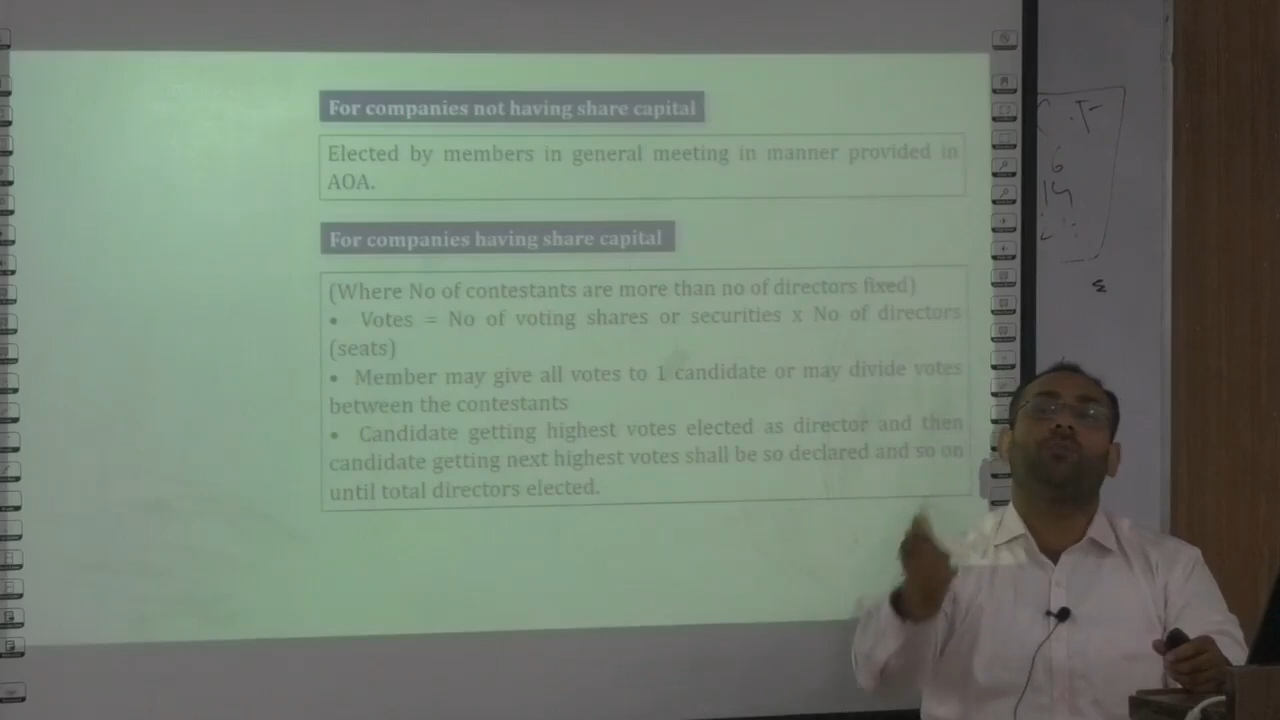 For companies not having share capital
Elected by members in general meeting in manner provided in
AOA.
For companies having share capital
(Where No of contestants are more than no of directors fixed)
• Votes = No of voting shares or securities x No of directors
(seats)
• Member may give all votes to 1 candidate or may divide votes
between the contestants
• Candidate getting highest votes elected as director and then
candidate getting next highest votes shall be so declared and so on
until total directors elected.